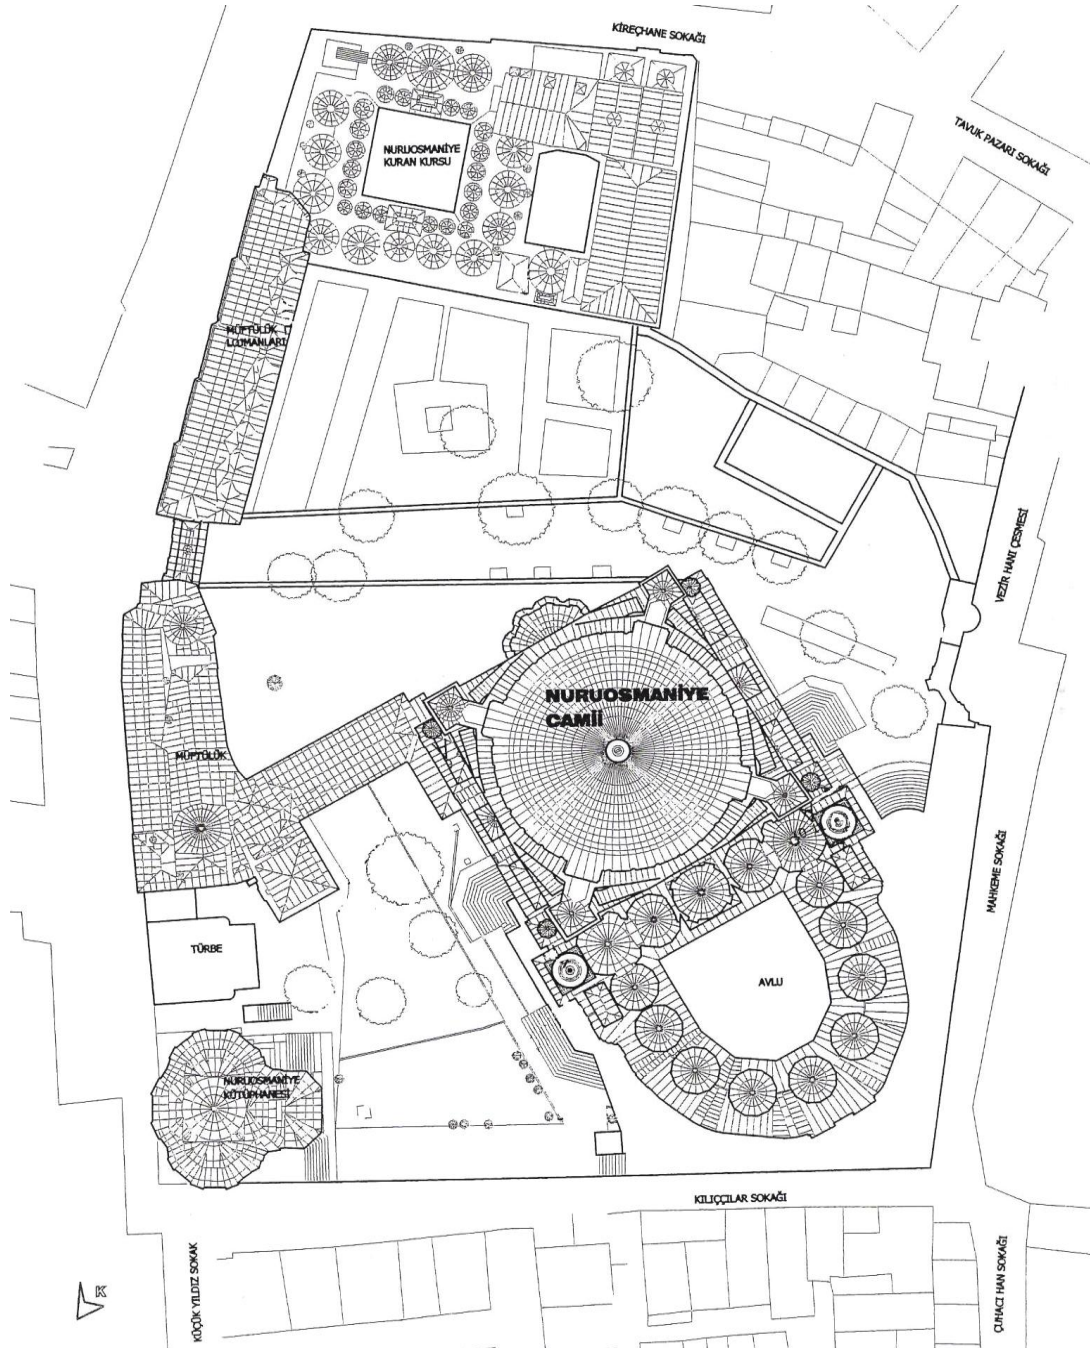 KİREÇHANE SOKAĞI
TAVUK PAZARI SOKAĞI
NURUOSMANİYE
KURAN KURSU
MÜFTÜLÜK
LOJMANLARI
VEZİR HANI ÇEŞMESİ
NURUOSMANİYE
CAMİİ
MÜFTÜLÜK
MAHKEME SOKAĞI
TÜRBE
AVLU
NURUOSMANİYE
KÜTÜPHANESİ
KILIÇÇILAR SOKAĞI
KÜÇÜK YILDIZ SOKAK
ÇUHACI HAN SOKAĞI
K